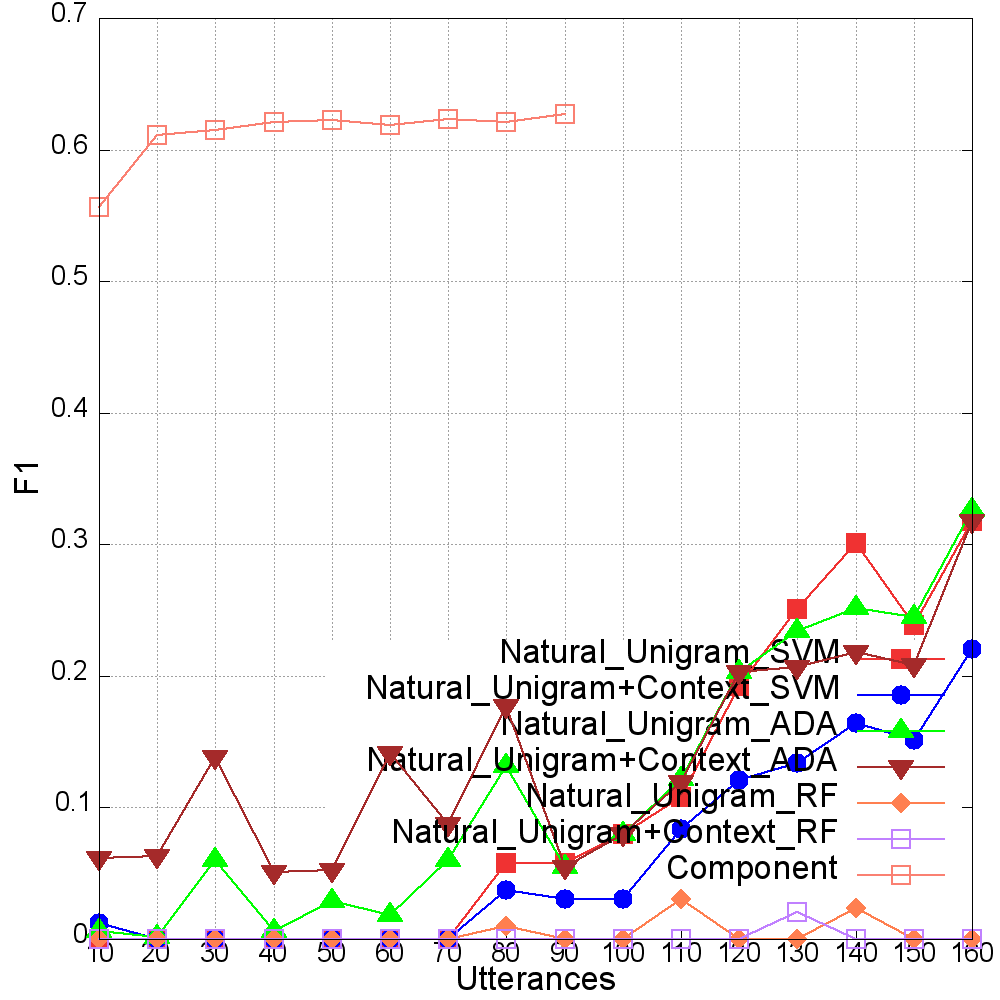 0.7
0.6
0.5
0.4
0.3
0.2
0.1
0
F1
Natural_Unigram_SVM
Natural_Unigram+Context_SVM
Natural_Unigram_ADA
Natural_Unigram+Context_ADA
Natural_Unigram_RF
Natural_Unigram+Context_RF
Component
10 20 30 40 50 60 70 80 90 100 110 120 130 140 150 160
Utterances